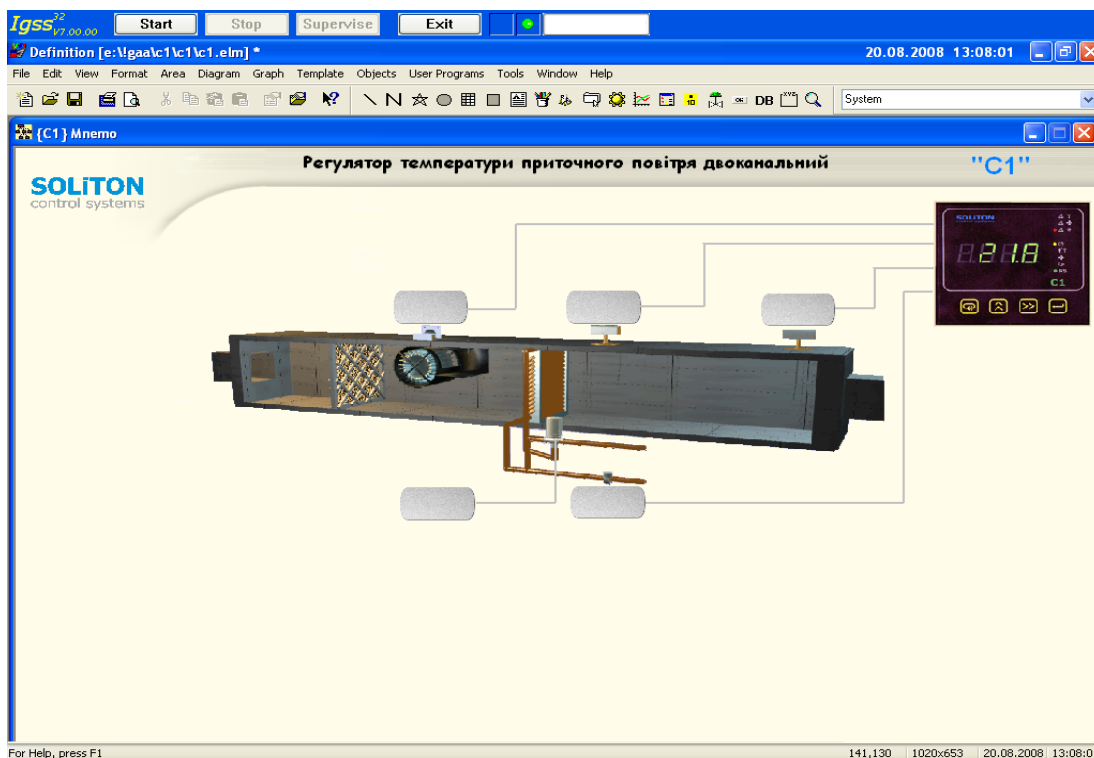 Igss32 V7.00.00 Start Stop Supervise Exit
Definition [e:\!gaa\c1\c1\c1.elm] * 20.08.2008 13:08:01
File Edit View Format Area Diagram Graph Template Objects User Programs Tools Window Help
DB System
{C1} Mnemo
Регулятор температури приточного повітря двоканальний "C1"
SOLiTON
control systems
SOLITON
21.8
C1
For Help, press F1 141,130 1020x653 20.08.2008 13:08:0